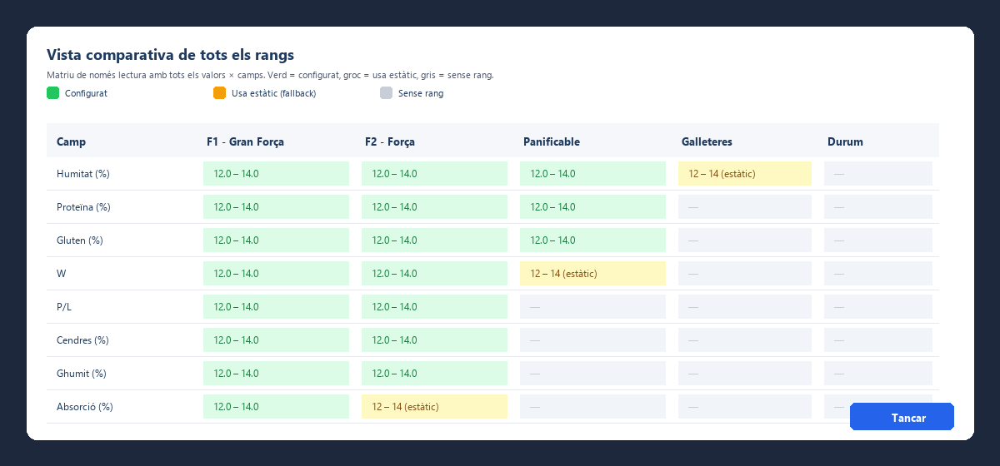 Vista comparativa de tots els rangs
Matriu de només lectura amb tots els valors × camps. Verd = configurat, groc = usa estàtic, gris = sense rang.
Configurat Usa estàtic (fallback) Sense rang
Camp F1 - Gran Força F2 - Força Panificable Galleteres Durum
Humitat (%) 12.0 – 14.0 12.0 – 14.0 12.0 – 14.0 12 – 14 (estàtic) —
Proteïna (%) 12.0 – 14.0 12.0 – 14.0 12.0 – 14.0 — —
Gluten (%) 12.0 – 14.0 12.0 – 14.0 12.0 – 14.0 — —
W 12.0 – 14.0 12.0 – 14.0 12 – 14 (estàtic) — —
P/L 12.0 – 14.0 12.0 – 14.0 — — —
Cendres (%) 12.0 – 14.0 12.0 – 14.0 — — —
Ghumit (%) 12.0 – 14.0 12.0 – 14.0 — — —
Absorció (%) 12.0 – 14.0 12 – 14 (estàtic) — — —
Tancar